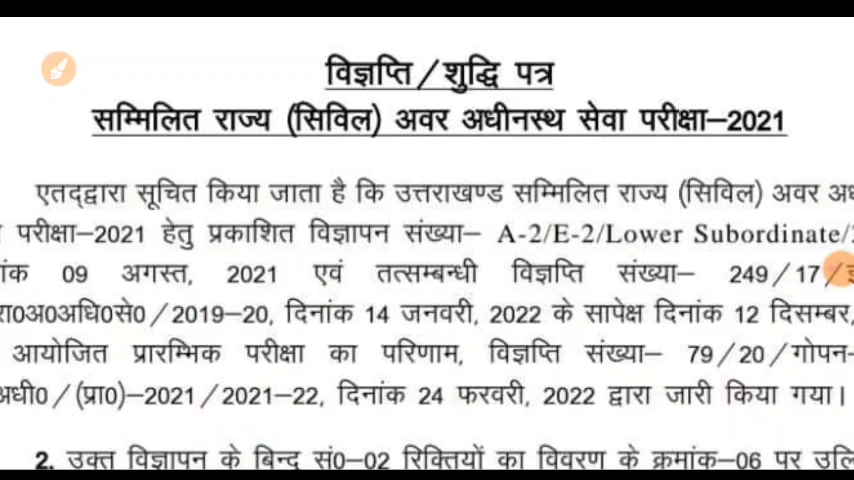 विज्ञप्ति/शुद्धि पत्र
सम्मिलित राज्य (सिविल) अवर अधीनस्थ सेवा परीक्षा–2021
एतद्द्वारा सूचित किया जाता है कि उत्तराखण्ड सम्मिलित राज्य (सिविल) अवर
परीक्षा–2021 हेतु प्रकाशित विज्ञापन संख्या– A-2/E-2/Lower Subordinate/
09 अगस्त, 2021 एवं तत्सम्बन्धी विज्ञप्ति संख्या– 249/17/
रा0अ0अधि0से0/2019–20, दिनांक 14 जनवरी, 2022 के सापेक्ष दिनांक 12 दिसम्बर,
आयोजित प्रारम्भिक परीक्षा का परिणाम, विज्ञप्ति संख्या– 79/20/गोपन–
अधी0/(प्रा0)–2021/2021–22, दिनांक 24 फरवरी, 2022 द्वारा जारी किया गया।
2. उक्त विज्ञापन के बिन्दु सं0–02 रिक्तियों का विवरण के क्रमांक–06 पर